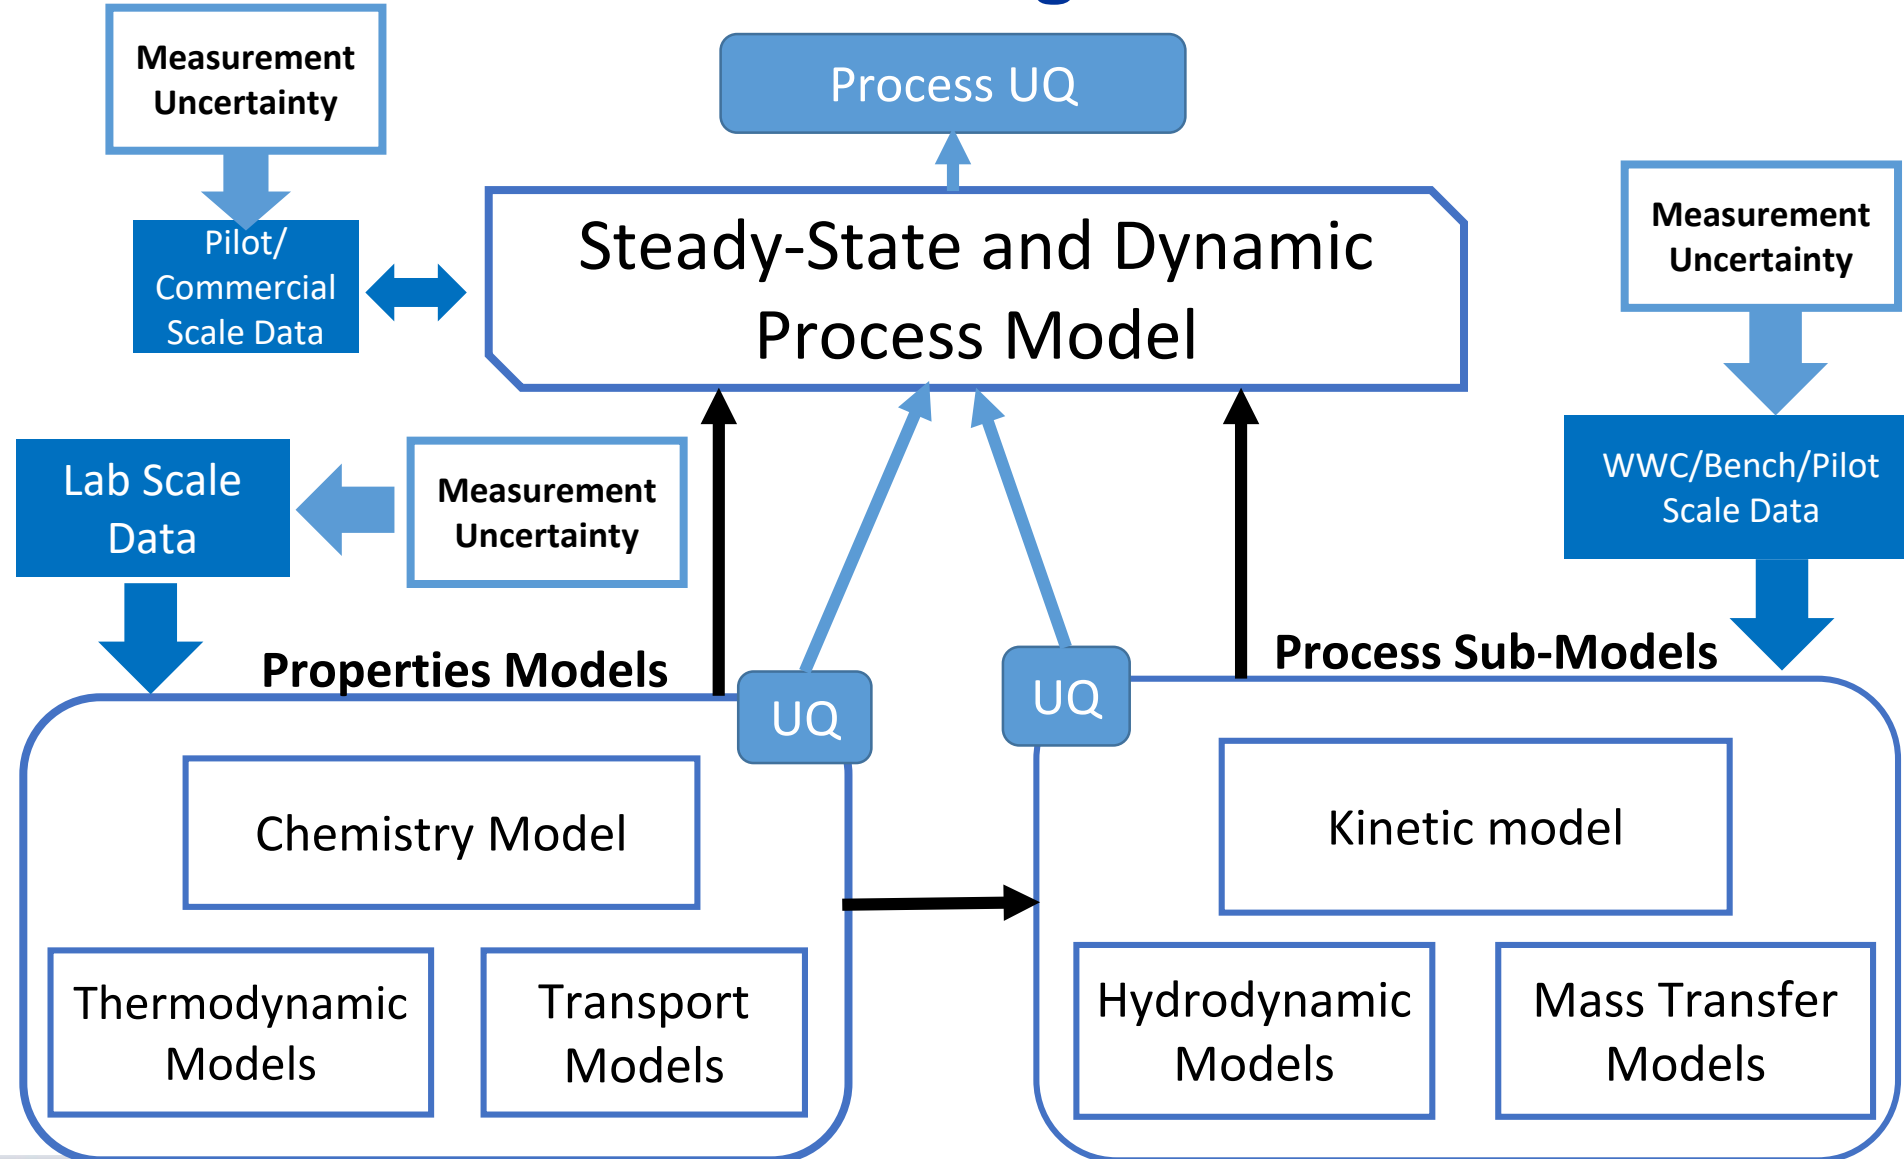 Measurement
Uncertainty
Process UQ
Pilot/
Commercial
Scale Data
Steady-State and Dynamic
Process Model
Measurement
Uncertainty
Lab Scale
Data
Measurement
Uncertainty
WWC/Bench/Pilot
Scale Data
Properties Models
UQ
UQ
Process Sub-Models
Chemistry Model
Thermodynamic
Models
Transport
Models
Kinetic model
Hydrodynamic
Models
Mass Transfer
Models